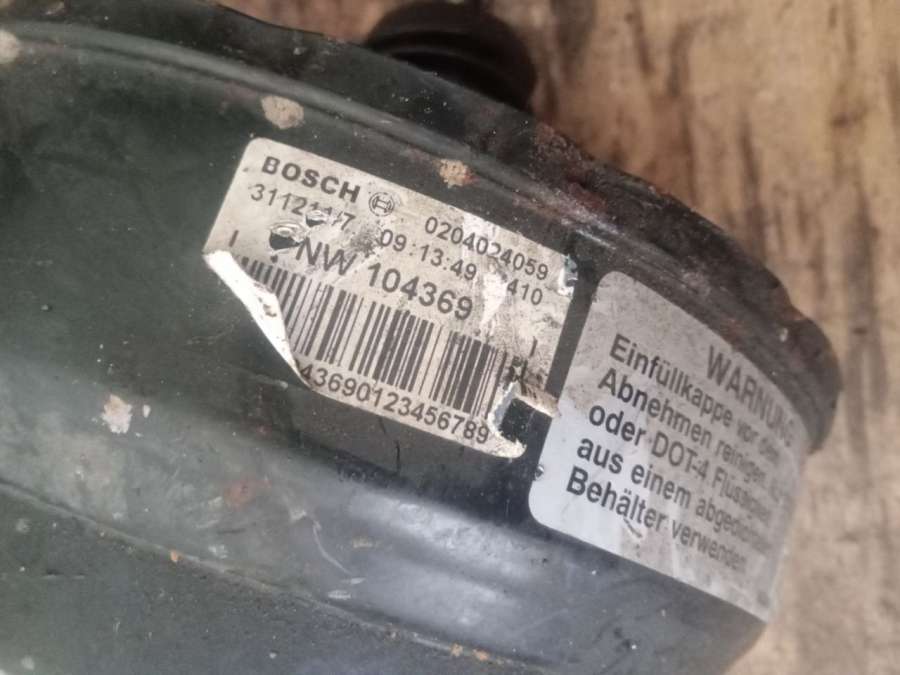 BOSCH
0204024059
09:13:49 410
NW 104369
43690123456789
WARNUNG
Einfüllkappe vor dem
Abnehmen reinigen.
oder DOT-4
aus einem abgedichteten
Behälter verwenden